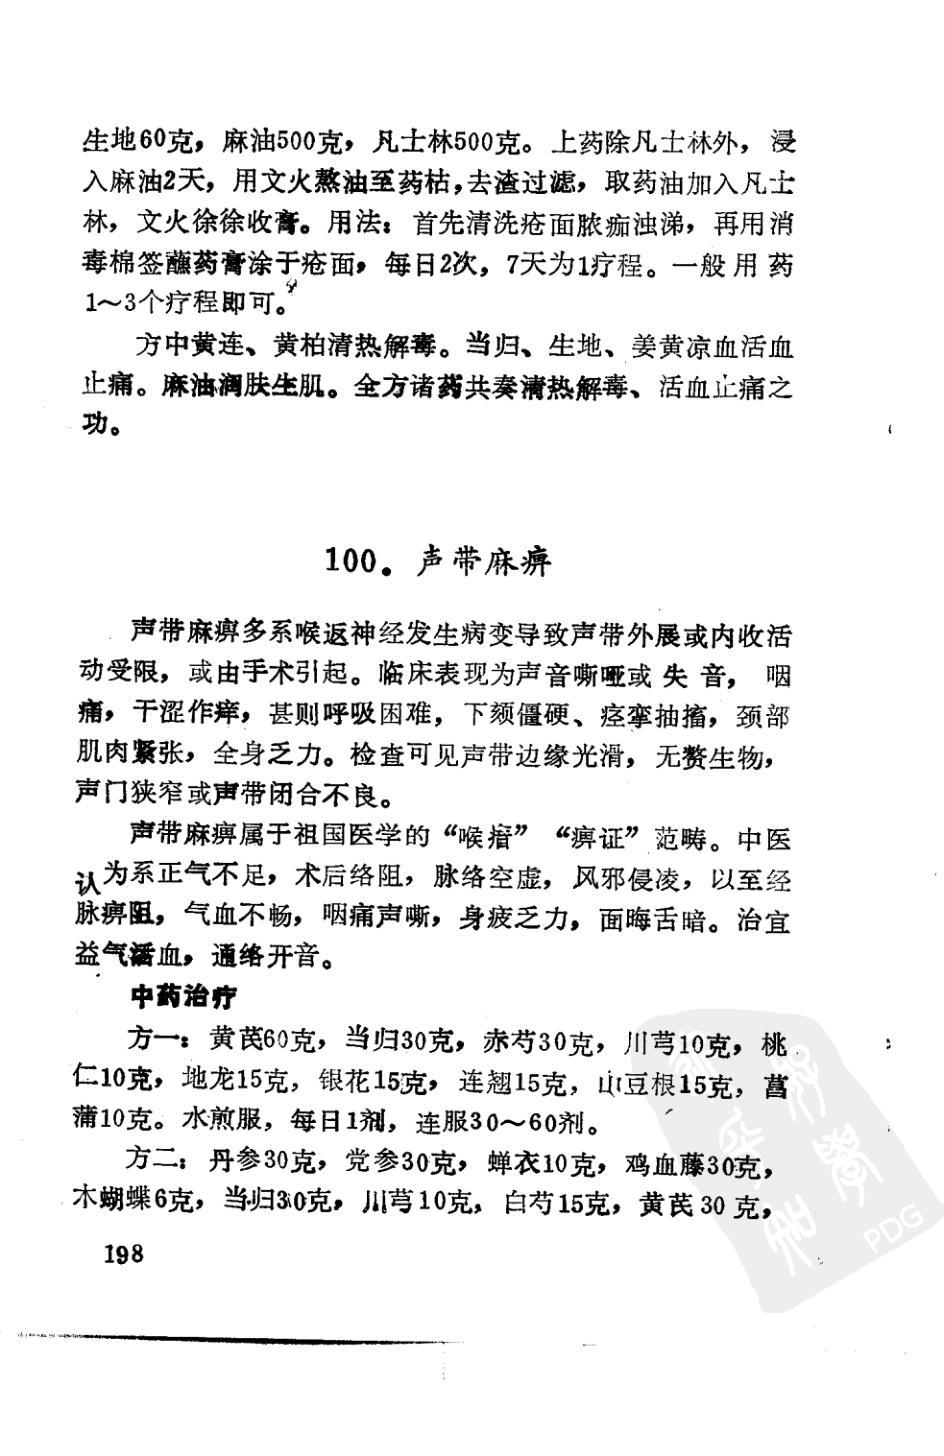 生地60克，麻油500克，凡士林500克。上药除凡士林外，浸
入麻油2天，用文火熬油至药枯，去渣过滤，取药油加入凡士
林，文火徐徐收膏。用法：首先清洗疮面脓痂浊涕，再用消
毒棉签蘸药膏涂于疮面，每日2次，7天为1疗程。一般用药
1～3个疗程即可。
方中黄连、黄柏清热解毒。当归、生地、姜黄凉血活血
止痛。麻油润肤生肌。全方诸药共奏清热解毒、活血止痛之
功。
100．声带麻痹
声带麻痹多系喉返神经发生病变导致声带外展或内收活
动受限，或由手术引起。临床表现为声音嘶哑或失音，咽
痛，干涩作痒，甚则呼吸困难，下颏僵硬、痉挛抽搐，颈部
肌肉紧张，全身乏力。检查可见声带边缘光滑，无赘生物，
声门狭窄或声带闭合不良。
声带麻痹属于祖国医学的“喉瘖”“痹证”范畴。中医
认为系正气不足，术后络阻，脉络空虚，风邪侵凌，以至经
脉痹阻，气血不畅，咽痛声嘶，身疲乏力，面晦舌暗。治宜
益气活血，通络开音。
中药治疗
方一：黄芪60克，当归30克，赤芍30克，川芎10克，桃
仁10克，地龙15克，银花15克，连翘15克，山豆根15克，菖
蒲10克。水煎服，每日1剂，连服30～60剂。
方二：丹参30克，党参30克，蝉衣10克，鸡血藤30克，
木蝴蝶6克，当归30克，川芎10克，白芍15克，黄芪30克，
198
PDG